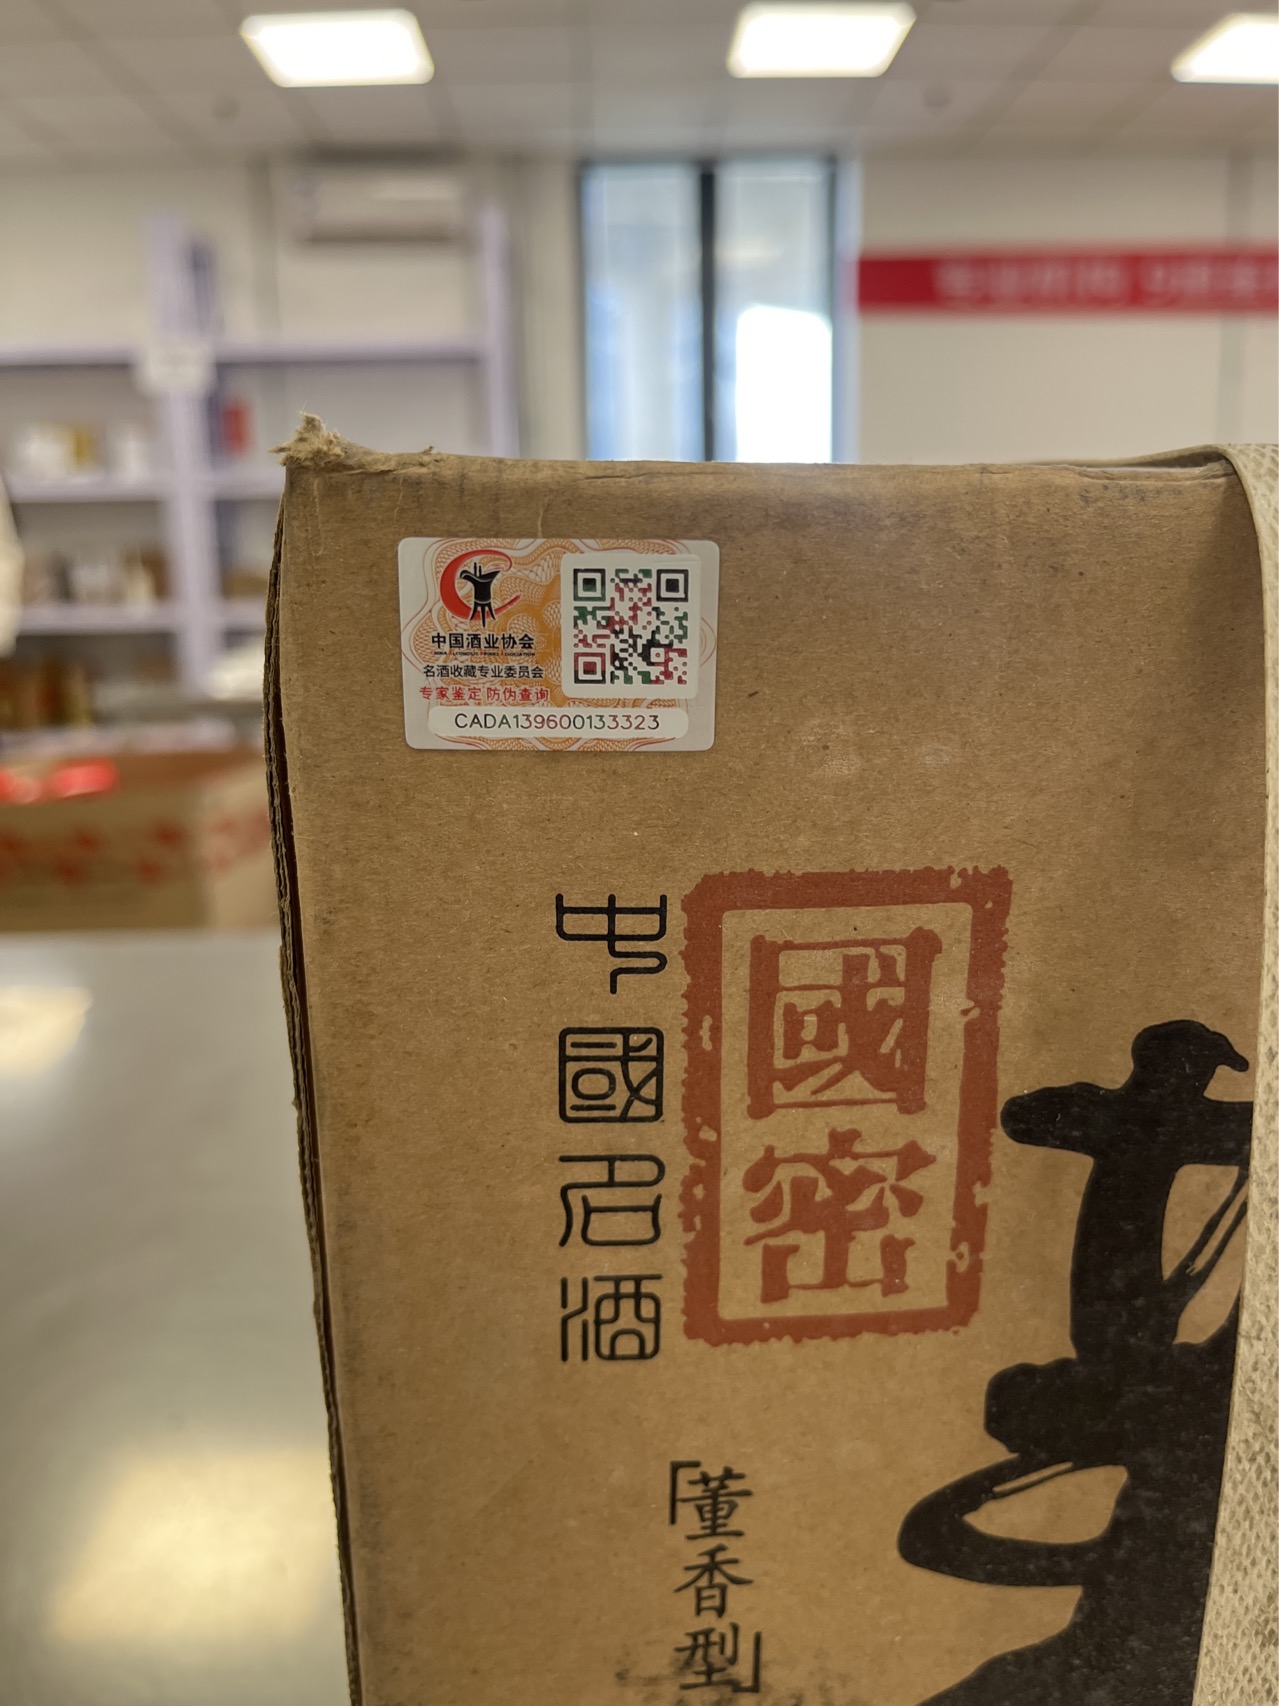 中国酒业协会
名酒收藏专业委员会
专家鉴定 防伪查询
CADA139600133323
中國名酒
國密
「董香型」